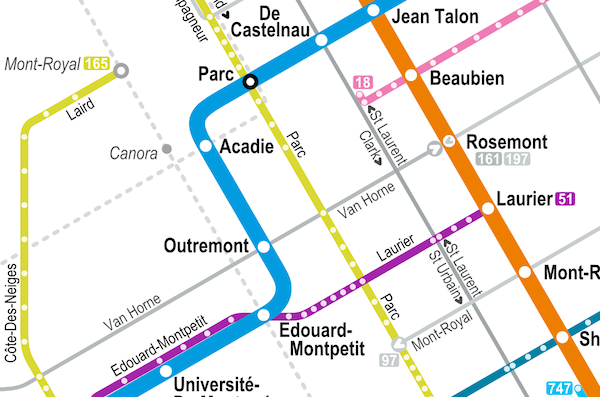 De
Castelnau
Jean Talon
Mont-Royal 165
Parc
18
Beaubien
Laird
St Laurent
Clark
Parc
Acadie
Canora
Rosemont
161 197
Van Horne
Laurier 51
Outremont
Laurier
St Laurent
St Urbain
Côte-Des-Neiges
Mont-R
Van Horne
Parc
Edouard-Montpetit
Edouard-
Montpetit
Mont-Royal
97
Sh
Université-
747